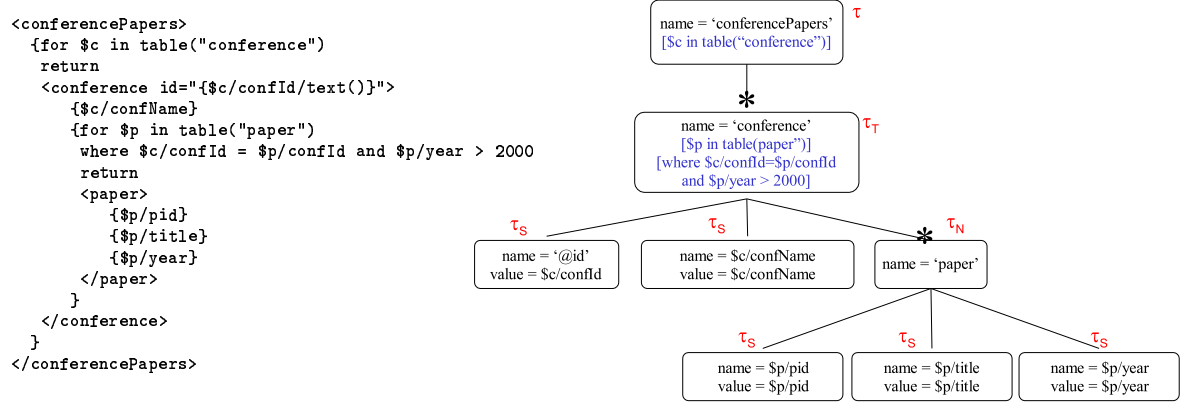 <conferencePapers>
{for $c in table("conference")
return
<conference id="{$c/confId/text()}">
{$c/confName}
{for $p in table("paper")
where $c/confId = $p/confId and $p/year > 2000
return
<paper>
{$p/pid}
{$p/title}
{$p/year}
</paper>
}
</conference>
}
</conferencePapers>
name = ‘conferencePapers’
[$c in table(“conference”)]
τ
*
name = ‘conference’
[$p in table(paper”)]
[where $c/confId=$p/confId
and $p/year > 2000]
τT
τS
name = ‘@id’
value = $c/confId
τS
name = $c/confName
value = $c/confName
*
τN
name = ‘paper’
τS
name = $p/pid
value = $p/pid
τS
name = $p/title
value = $p/title
τS
name = $p/year
value = $p/year